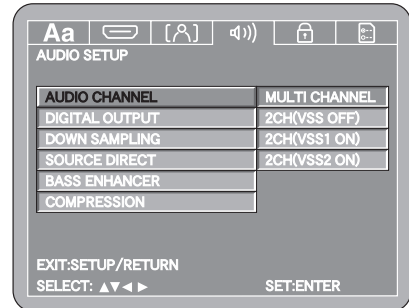 Aa
AUDIO SETUP
AUDIO CHANNEL MULTI CHANNEL
DIGITAL OUTPUT 2CH(VSS OFF)
DOWN SAMPLING 2CH(VSS1 ON)
SOURCE DIRECT 2CH(VSS2 ON)
BASS ENHANCER
COMPRESSION
EXIT:SETUP/RETURN
SELECT: ▲▼◄► SET:ENTER